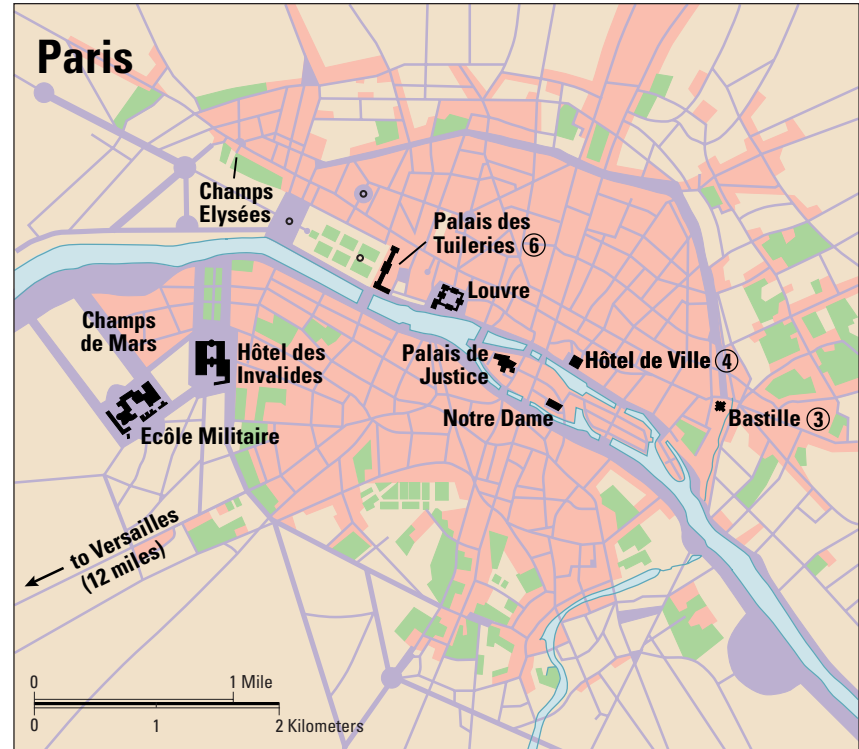 Paris
Champs
Elysées
Palais des
Tuileries ⑥
Louvre
Champs
de Mars
Hôtel des
Invalides
Palais de
Justice
Hôtel de Ville ④
Notre Dame
Bastille ③
Ecôle Militaire
to Versailles
(12 miles)
0 1 Mile
0 1 2 Kilometers